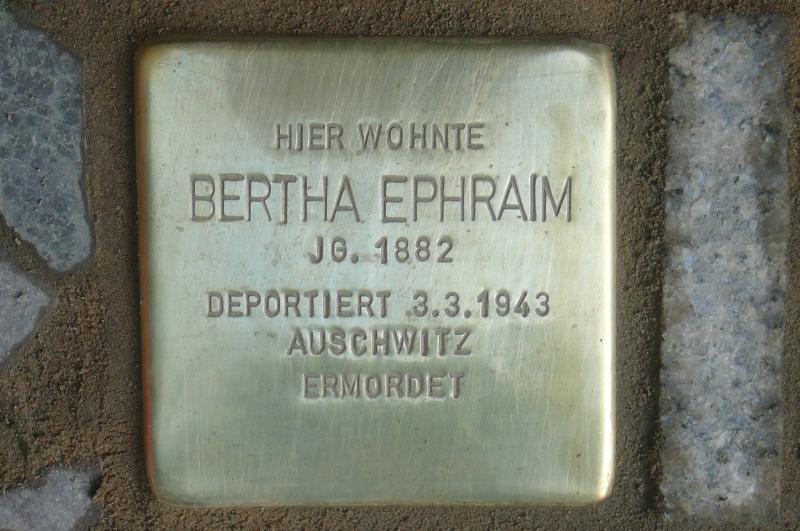 HIER WOHNTE
BERTHA EPHRAIM
JG. 1882
DEPORTIERT 3.3.1943
AUSCHWITZ
ERMORDET